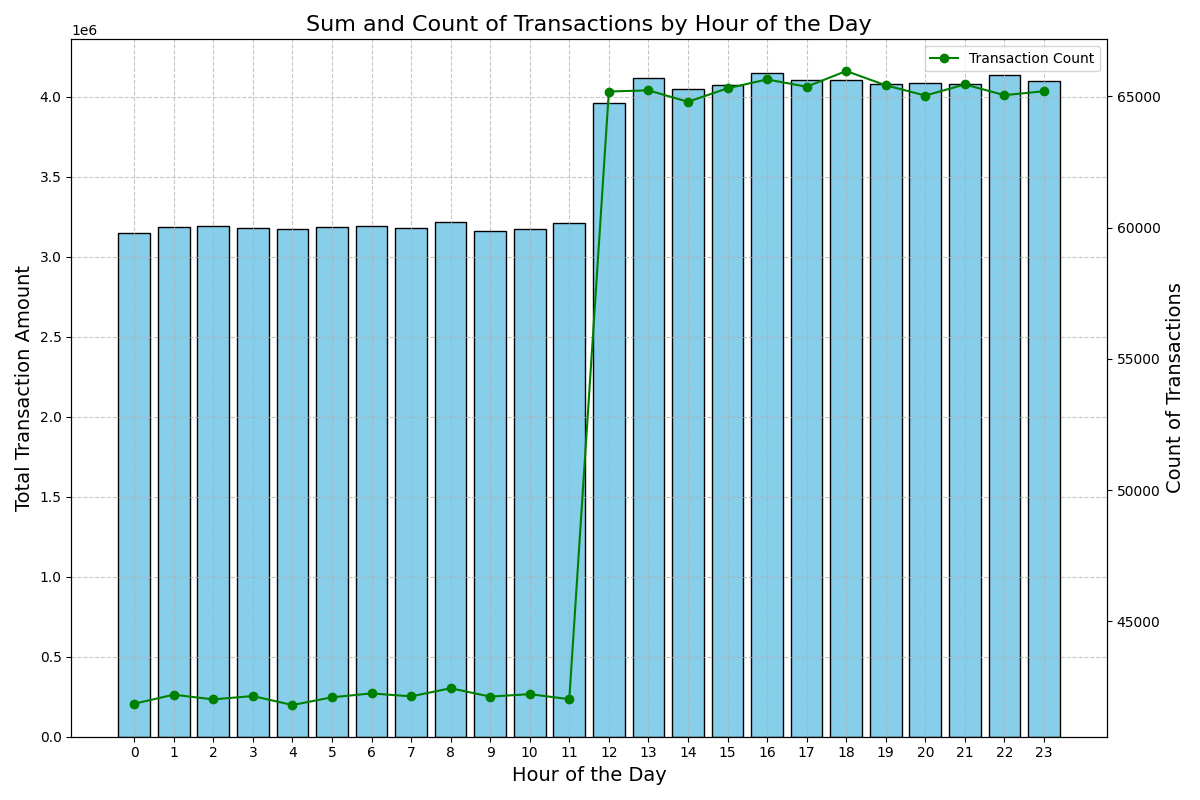 Sum and Count of Transactions by Hour of the Day
1e6
Transaction Count
4.0
3.5
3.0
2.5
2.0
1.5
1.0
0.5
0.0
Total Transaction Amount
65000
60000
55000
50000
45000
Count of Transactions
0 1 2 3 4 5 6 7 8 9 10 11 12 13 14 15 16 17 18 19 20 21 22 23
Hour of the Day